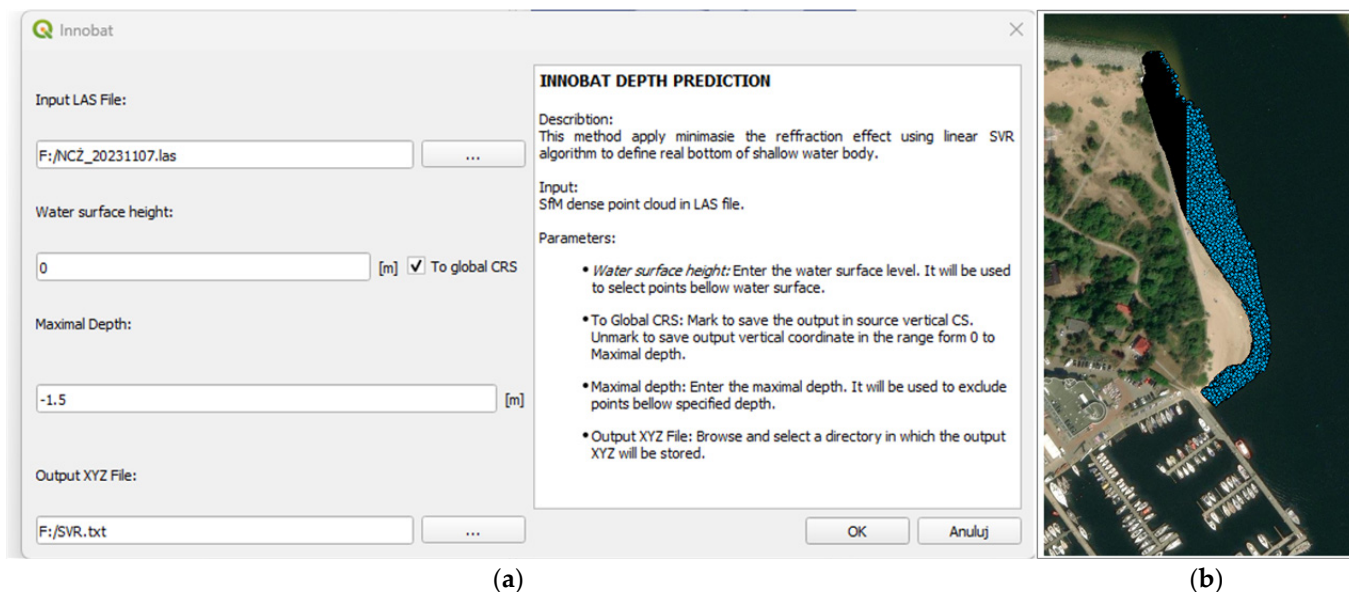 Innobat
Input LAS File:
F:/NCŻ_20231107.las
...
Water surface height:
0
[m]
To global CRS
Maximal Depth:
-1.5
[m]
Output XYZ File:
F:/SVR.txt
...
INNOBAT DEPTH PREDICTION
Describtion:
This method apply minimasie the reffraction effect using linear SVR
algorithm to define real bottom of shallow water body.
Input:
SfM dense point cloud in LAS file.
Parameters:
• Water surface height: Enter the water surface level. It will be used
to select points bellow water surface.
• To Global CRS: Mark to save the output in source vertical CS.
Unmark to save output vertical coordinate in the range form 0 to
Maximal depth.
• Maximal depth: Enter the maximal depth. It will be used to exclude
points bellow specified depth.
• Output XYZ File: Browse and select a directory in which the output
XYZ will be stored.
OK
Anuluj
(a)
(b)